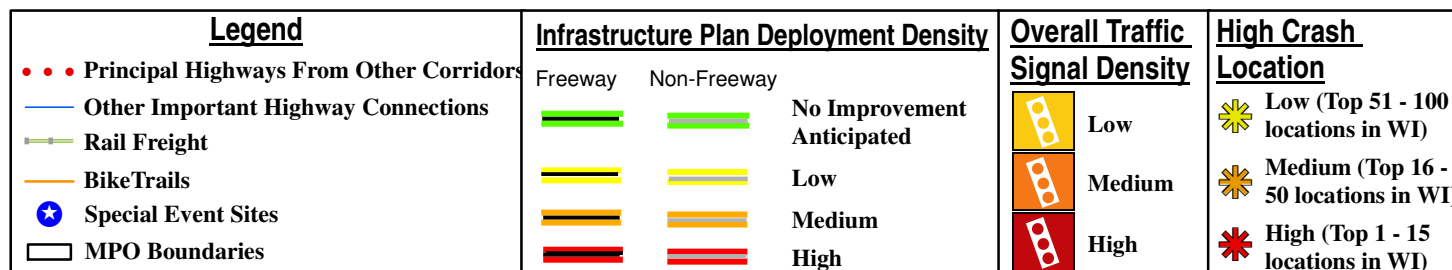 Legend
Principal Highways From Other Corridors
Other Important Highway Connections
Rail Freight
BikeTrails
Special Event Sites
MPO Boundaries
Infrastructure Plan Deployment Density
Freeway Non-Freeway
No Improvement
Anticipated
Low
Medium
High
Overall Traffic
Signal Density
Low
Medium
High
High Crash
Location
Low (Top 51 - 100
locations in WI)
Medium (Top 16 -
50 locations in WI)
High (Top 1 - 15
locations in WI)